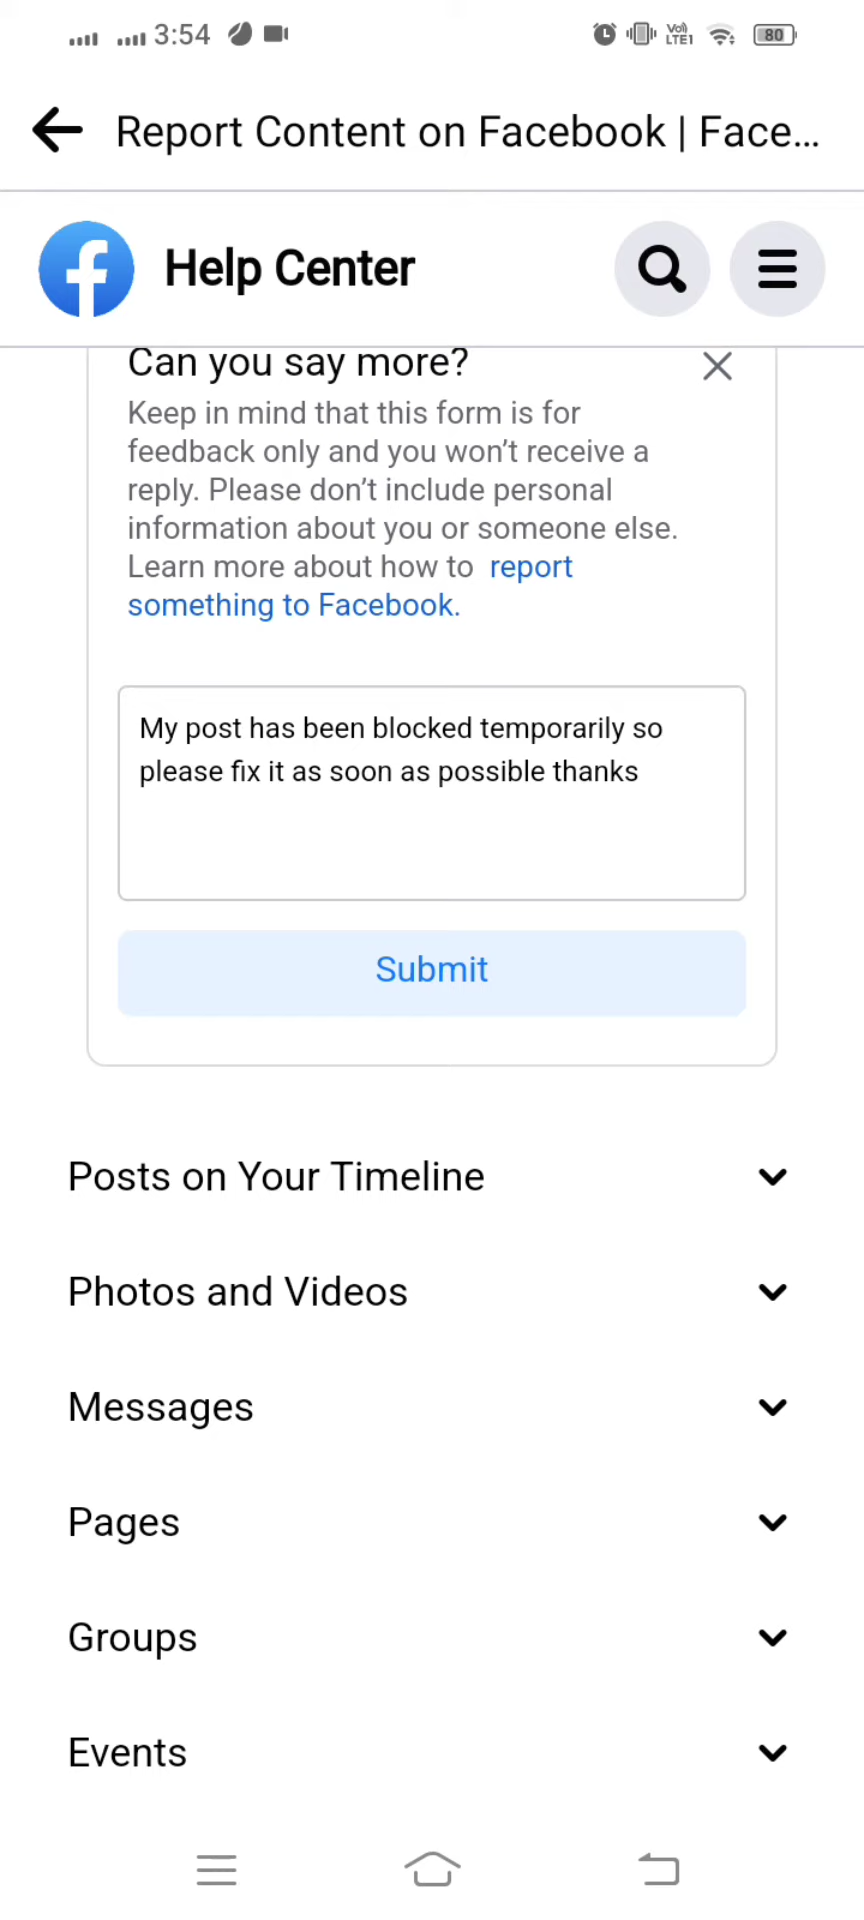 3:54
Vo))
LTE1
80
Report Content on Facebook | Face...
Help Center
Can you say more?
Keep in mind that this form is for
feedback only and you won’t receive a
reply. Please don’t include personal
information about you or someone else.
Learn more about how to report
something to Facebook.
My post has been blocked temporarily so
please fix it as soon as possible thanks
Submit
Posts on Your Timeline
Photos and Videos
Messages
Pages
Groups
Events